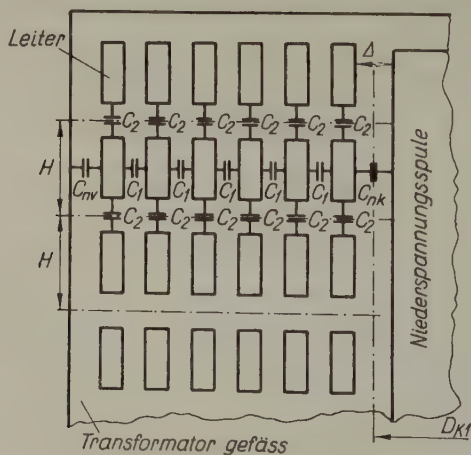 Leiter
Δ
C2 C2 C2 C2 C2 C2
H
Cnv C1 C1 C1 C1 C1 Cnk
C2 C2 C2 C2 C2 C2
H
Niederspannungsspule
DK1
Transformator gefäss